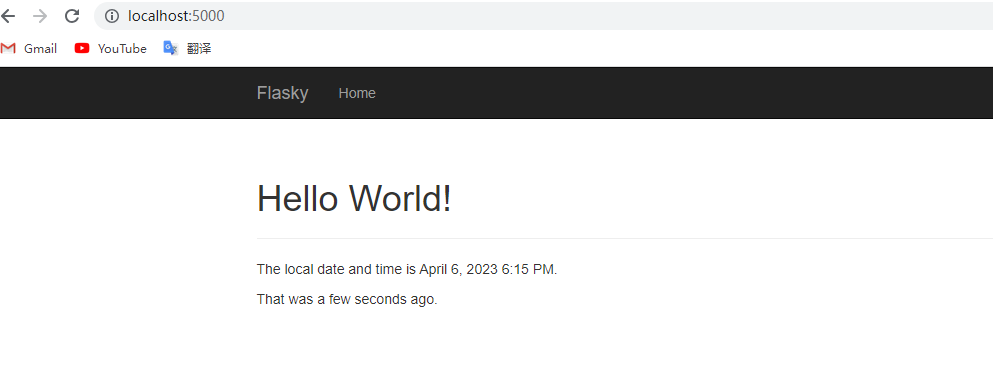 localhost:5000
Gmail YouTube 翻译
Flasky Home
Hello World!
The local date and time is April 6, 2023 6:15 PM.
That was a few seconds ago.